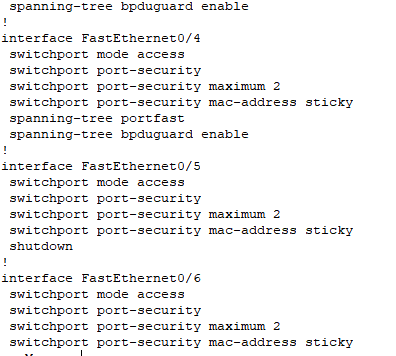 spanning-tree bpduguard enable
!
interface FastEthernet0/4
switchport mode access
switchport port-security
switchport port-security maximum 2
switchport port-security mac-address sticky
spanning-tree portfast
spanning-tree bpduguard enable
!
interface FastEthernet0/5
switchport mode access
switchport port-security
switchport port-security maximum 2
switchport port-security mac-address sticky
shutdown
!
interface FastEthernet0/6
switchport mode access
switchport port-security
switchport port-security maximum 2
switchport port-security mac-address sticky